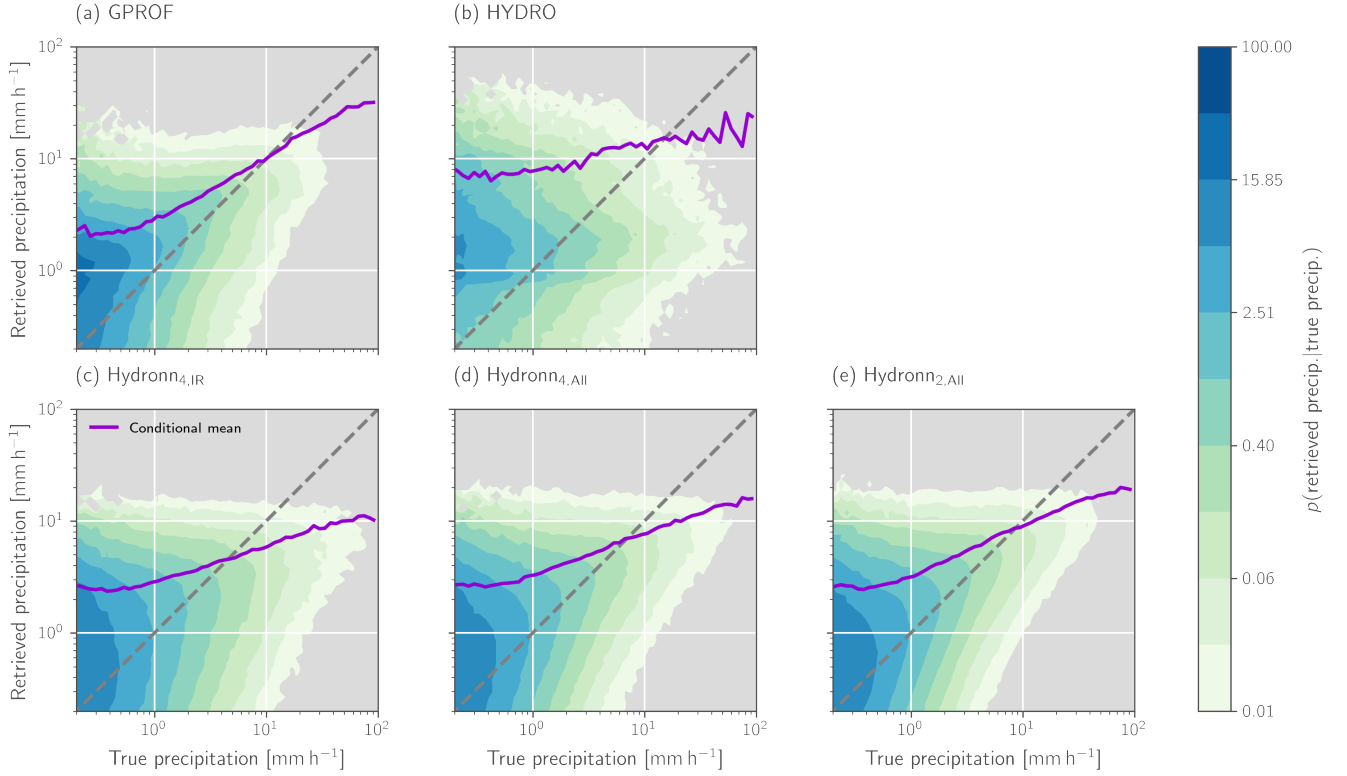 (a) GPROF
(b) HYDRO
10²
10¹
10⁰
Retrieved precipitation [mm h⁻¹]
100.00
15.85
2.51
0.40
0.06
0.01
p(retrieved precip.|true precip.)
(c) Hydronn₄,IR
(d) Hydronn₄,All
(e) Hydronn₂,All
Conditional mean
10²
10¹
10⁰
Retrieved precipitation [mm h⁻¹]
10⁰ 10¹ 10²
10⁰ 10¹ 10²
10⁰ 10¹ 10²
True precipitation [mm h⁻¹]
True precipitation [mm h⁻¹]
True precipitation [mm h⁻¹]